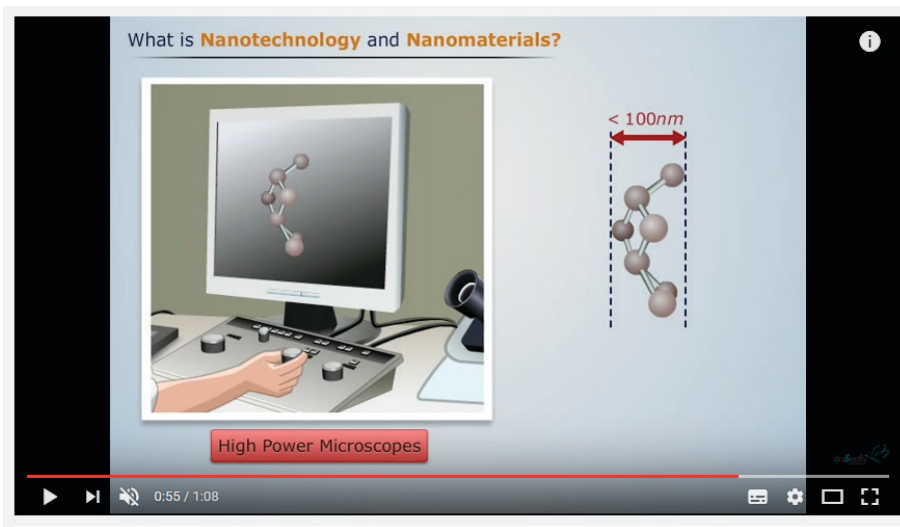 What is Nanotechnology and Nanomaterials?
< 100nm
High Power Microscopes
0:55 / 1:08